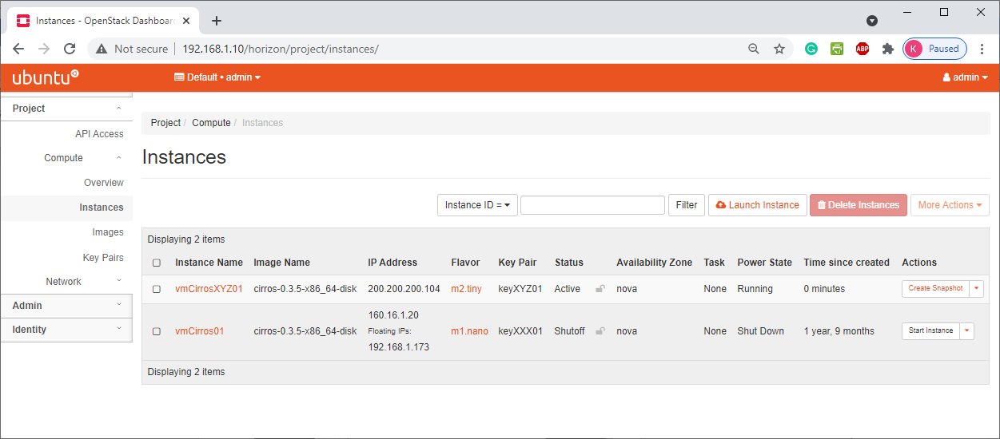 Instances - OpenStack Dashboard
Not secure | 192.168.1.10/horizon/project/instances/
ABP
K Paused
ubuntu
Default • admin
admin
Project
API Access
Compute
Overview
Instances
Images
Key Pairs
Network
Admin
Identity
Project / Compute / Instances
Instances
Instance ID = Filter Launch Instance Delete Instances More Actions
Displaying 2 items
Instance Name Image Name IP Address Flavor Key Pair Status Availability Zone Task Power State Time since created Actions
vmCirrosXYZ01 cirros-0.3.5-x86_64-disk 200.200.200.104 m2.tiny keyXYZ01 Active nova None Running 0 minutes Create Snapshot
160.16.1.20
Floating IPs:
192.168.1.173
vmCirros01 cirros-0.3.5-x86_64-disk m1.nano keyXXX01 Shutoff nova None Shut Down 1 year, 9 months Start Instance
Displaying 2 items